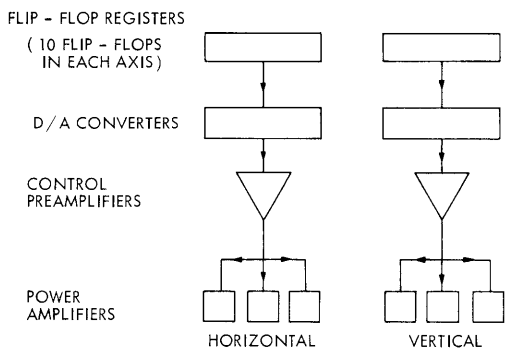 FLIP - FLOP REGISTERS
( 10 FLIP - FLOPS
IN EACH AXIS )
D/A CONVERTERS
CONTROL
PREAMPLIFIERS
POWER
AMPLIFIERS
HORIZONTAL
VERTICAL